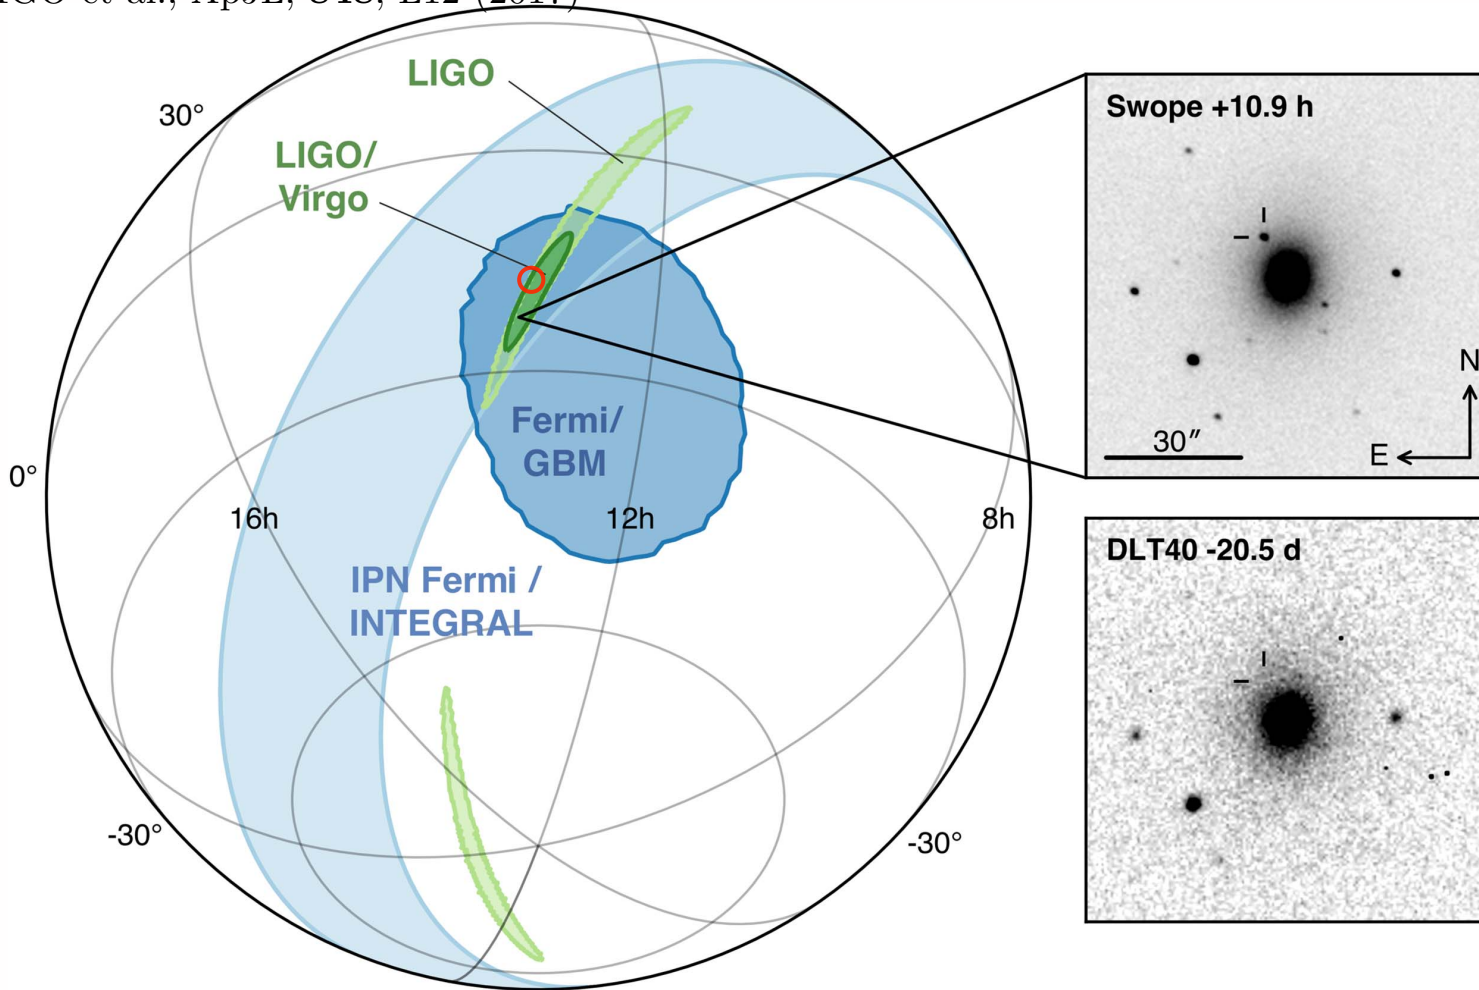 LIGO
30°
LIGO/
Virgo
Fermi/
GBM
0°
16h
12h
8h
IPN Fermi /
INTEGRAL
-30°
-30°
Swope +10.9 h
N
30″
E
DLT40 -20.5 d